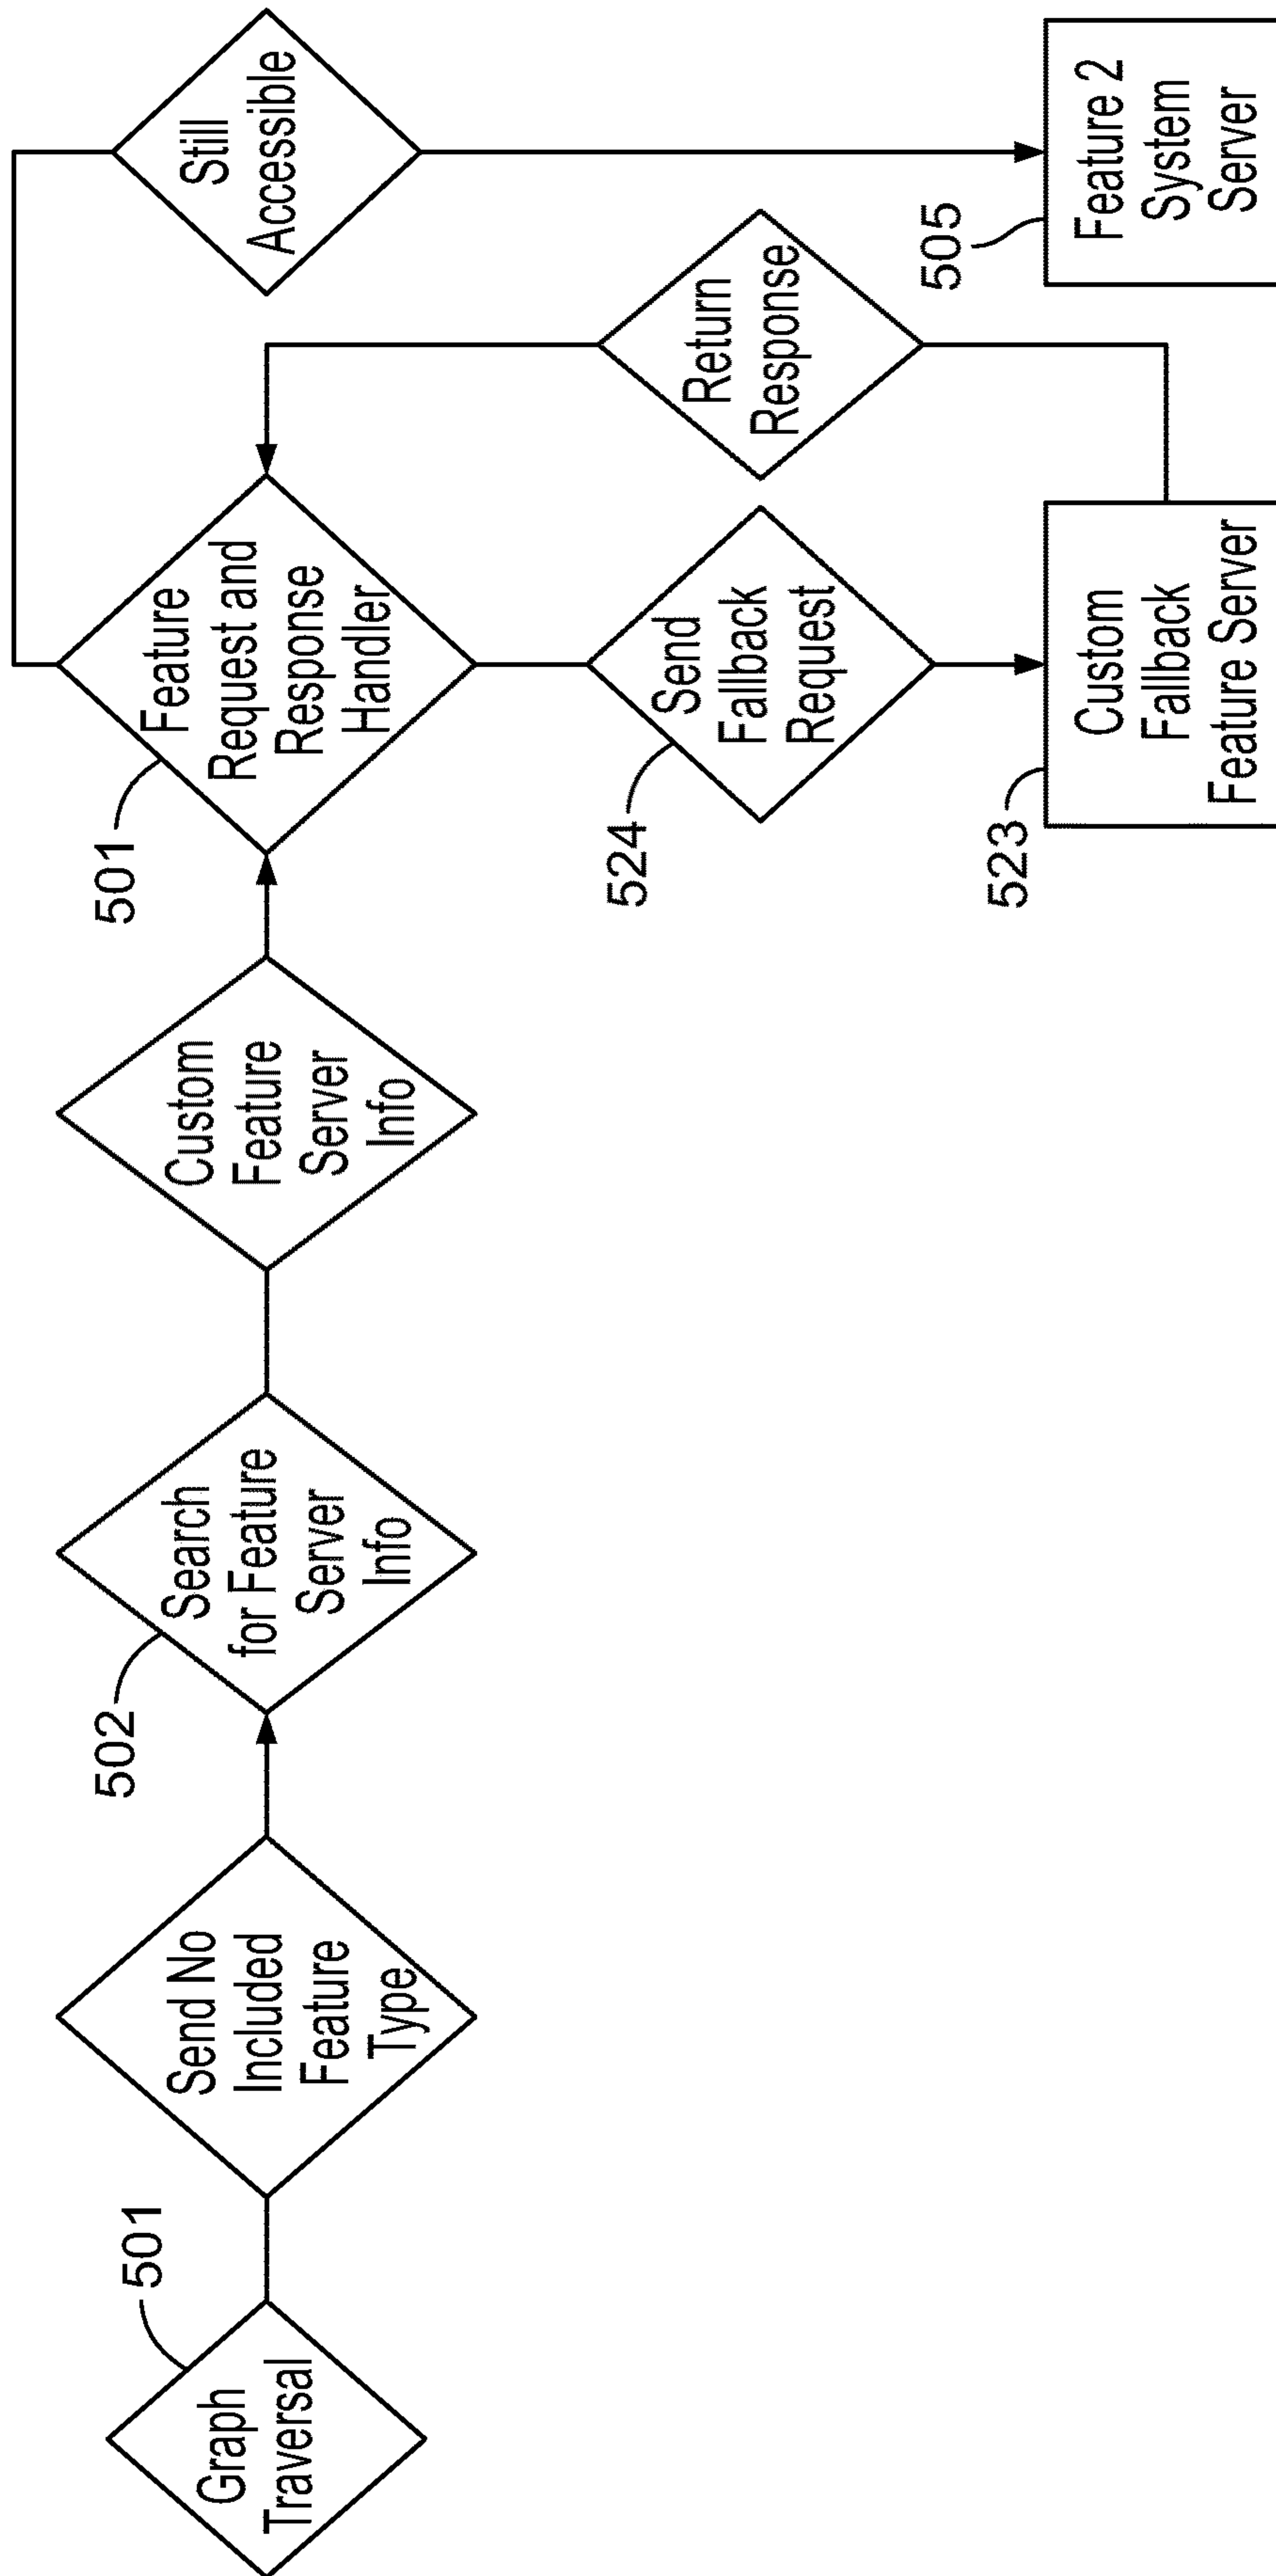 501
Graph
Traversal
Send No
Included
Feature
Type
502
Search
for Feature
Server
Info
Custom
Feature
Server
Info
501
Feature
Request and
Response
Handler
Still
Accessible
524
Send
Fallback
Request
Return
Response
523
Custom
Fallback
Feature Server
505
Feature 2
System
Server